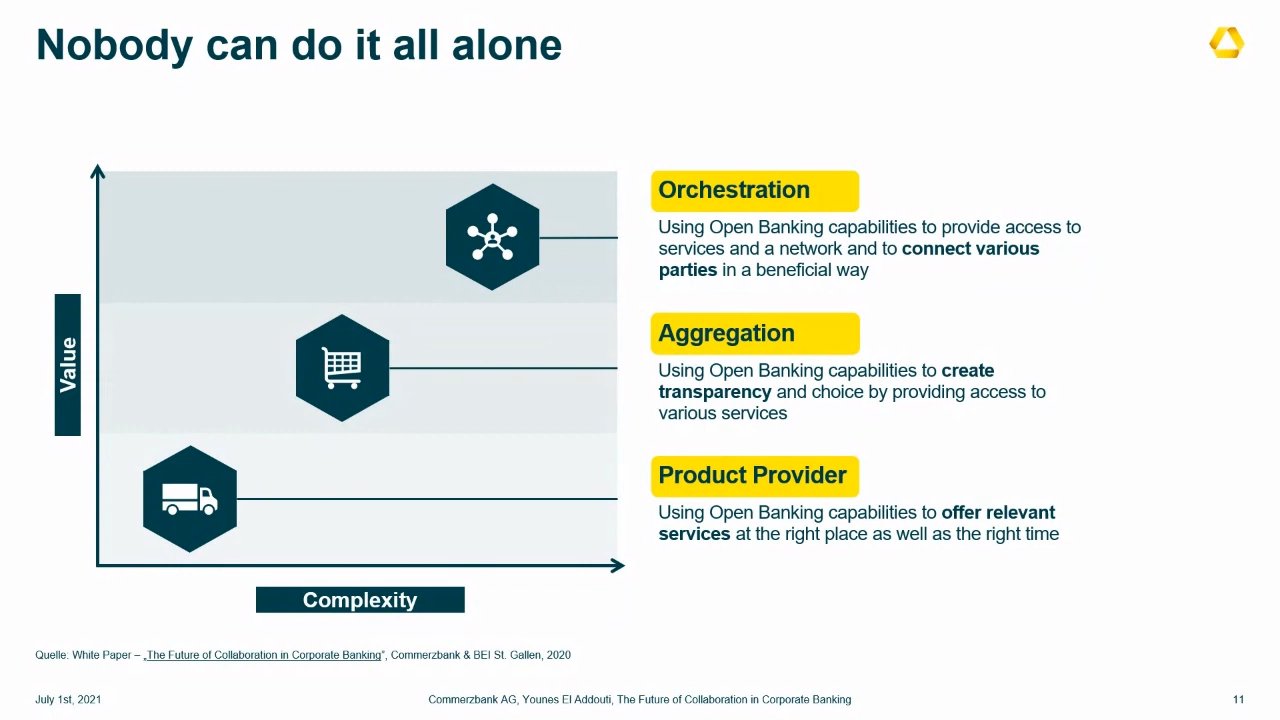 Nobody can do it all alone
Value
Complexity
Orchestration
Using Open Banking capabilities to provide access to
services and a network and to connect various
parties in a beneficial way
Aggregation
Using Open Banking capabilities to create
transparency and choice by providing access to
various services
Product Provider
Using Open Banking capabilities to offer relevant
services at the right place as well as the right time
Quelle: White Paper – „The Future of Collaboration in Corporate Banking“, Commerzbank & BEI St. Gallen, 2020
July 1st, 2021
Commerzbank AG, Younes El Addouti, The Future of Collaboration in Corporate Banking
11